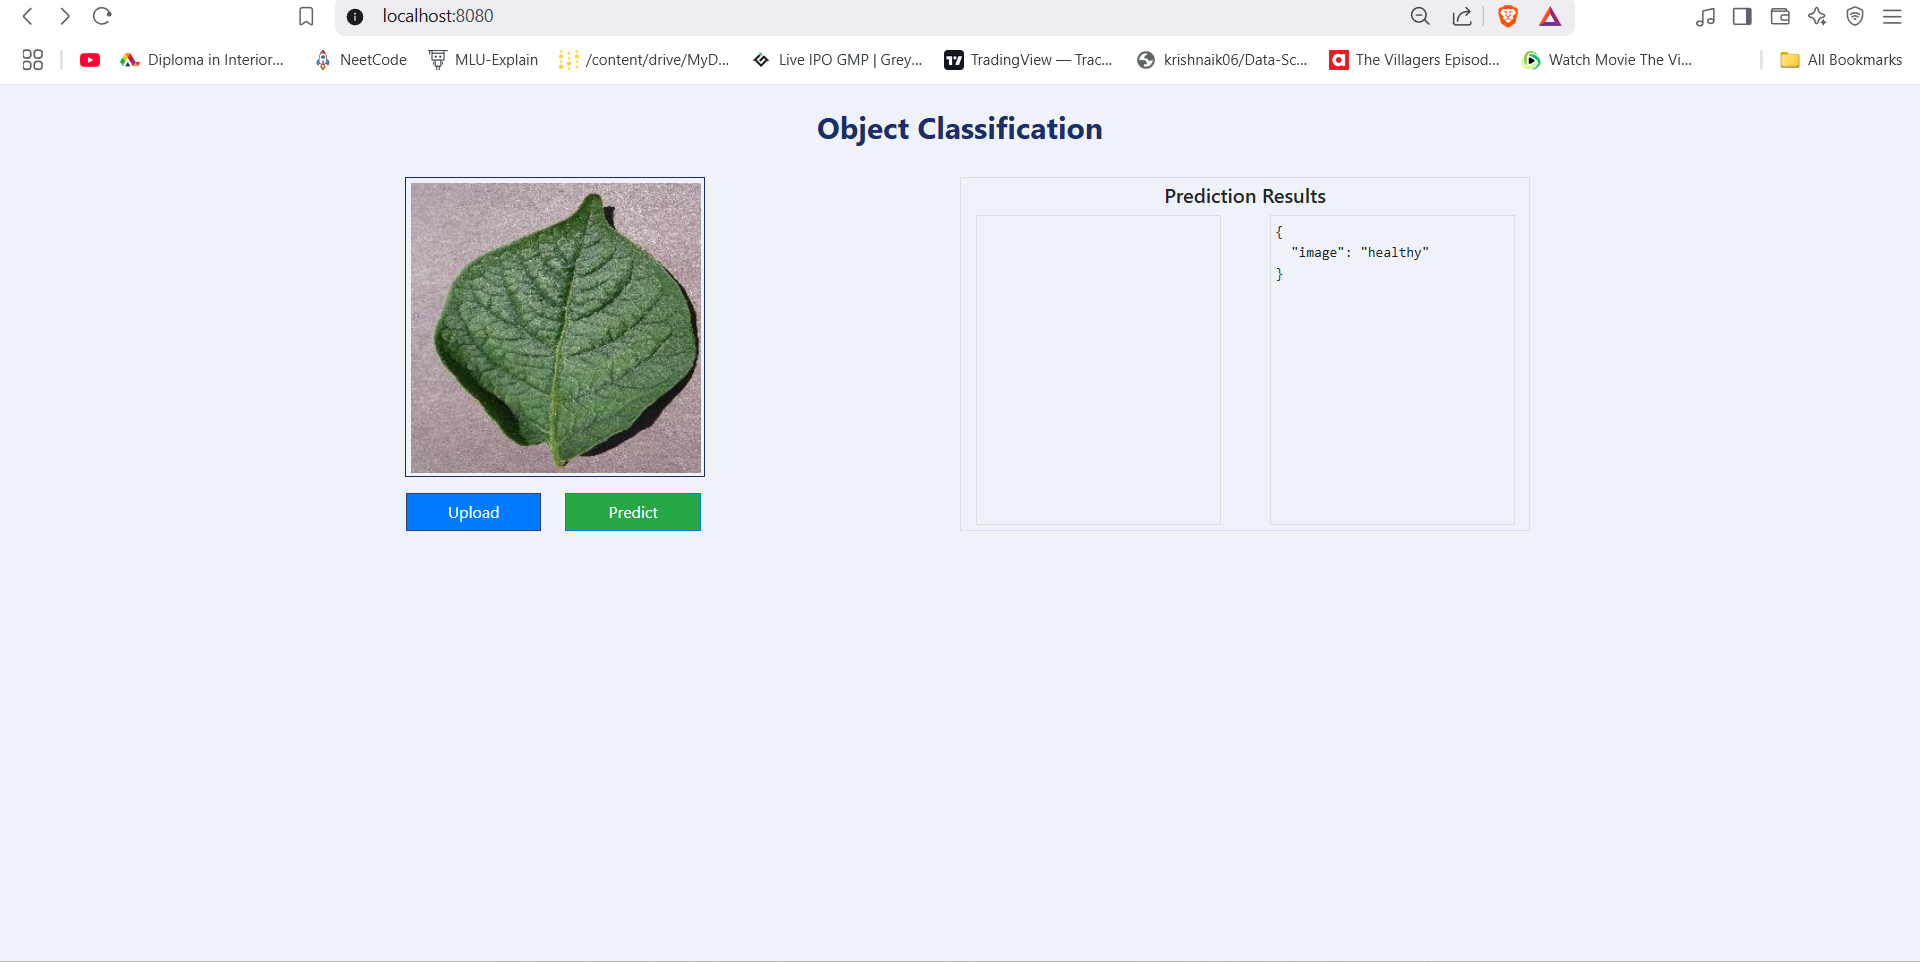 localhost:8080
Diploma in Interior...
NeetCode
MLU-Explain
/content/drive/MyD...
Live IPO GMP | Grey...
TradingView — Trac...
krishnaik06/Data-Sc...
The Villagers Episod...
Watch Movie The Vi...
All Bookmarks
Object Classification
Upload
Predict
Prediction Results
{
"image": "healthy"
}